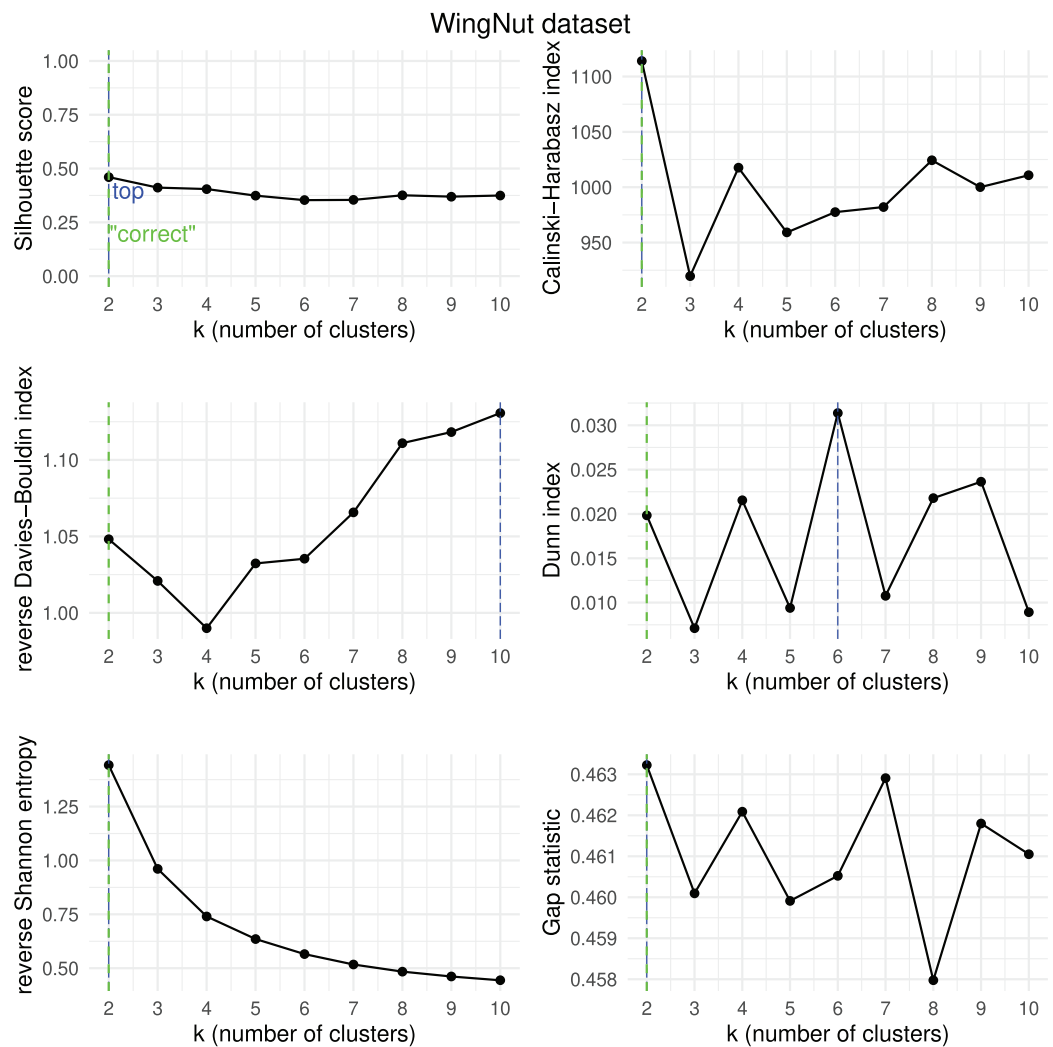 WingNut dataset
Silhouette score
1.00
0.75
0.50
0.25
0.00
top
"correct"
2 3 4 5 6 7 8 9 10
k (number of clusters)
Calinski−Harabasz index
1100
1050
1000
950
2 3 4 5 6 7 8 9 10
k (number of clusters)
reverse Davies−Bouldin index
1.10
1.05
1.00
2 3 4 5 6 7 8 9 10
k (number of clusters)
Dunn index
0.030
0.025
0.020
0.015
0.010
2 3 4 5 6 7 8 9 10
k (number of clusters)
reverse Shannon entropy
1.25
1.00
0.75
0.50
2 3 4 5 6 7 8 9 10
k (number of clusters)
Gap statistic
0.463
0.462
0.461
0.460
0.459
0.458
2 3 4 5 6 7 8 9 10
k (number of clusters)